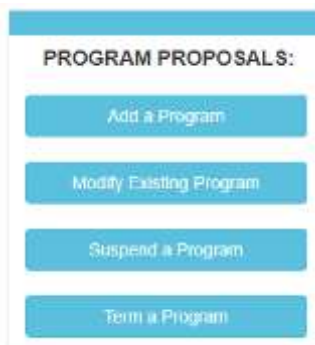 PROGRAM PROPOSALS:
Add a Program
Modify Existing Program
Suspend a Program
Term a Program